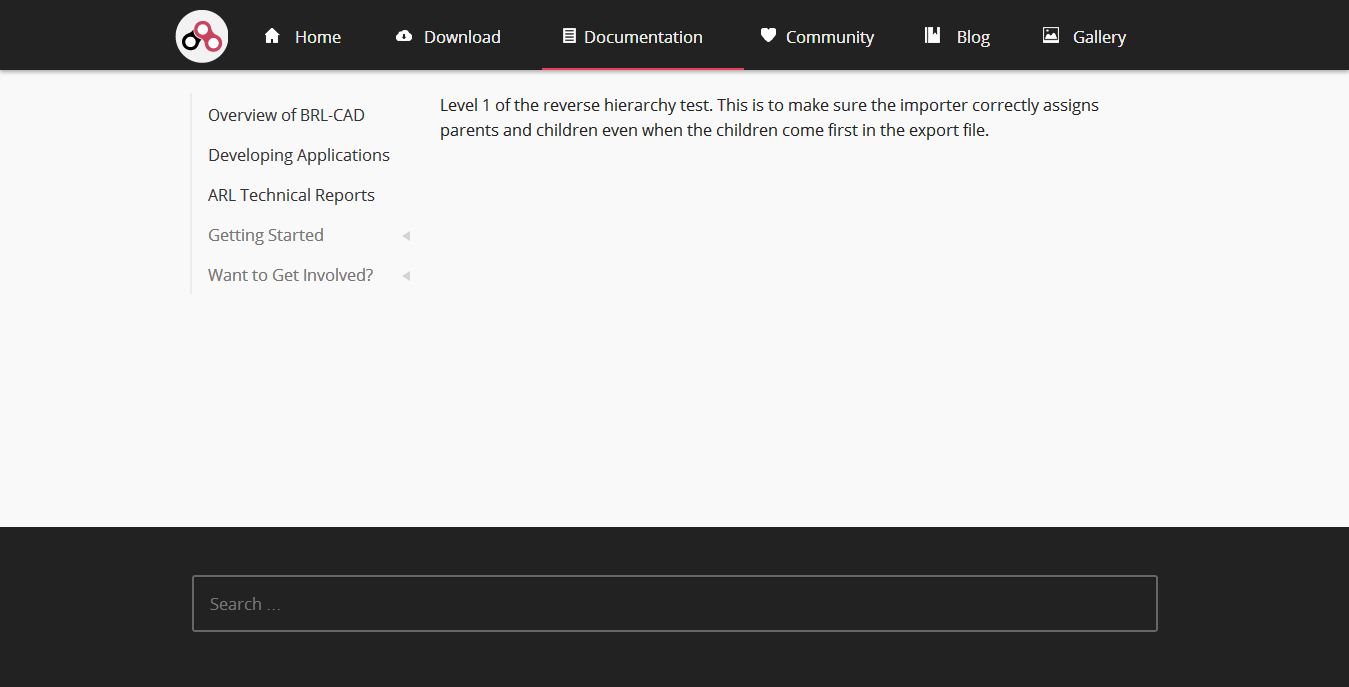 Home
Download
Documentation
Community
Blog
Gallery
Overview of BRL-CAD
Developing Applications
ARL Technical Reports
Getting Started
Want to Get Involved?
Level 1 of the reverse hierarchy test. This is to make sure the importer correctly assigns
parents and children even when the children come first in the export file.
Search ...